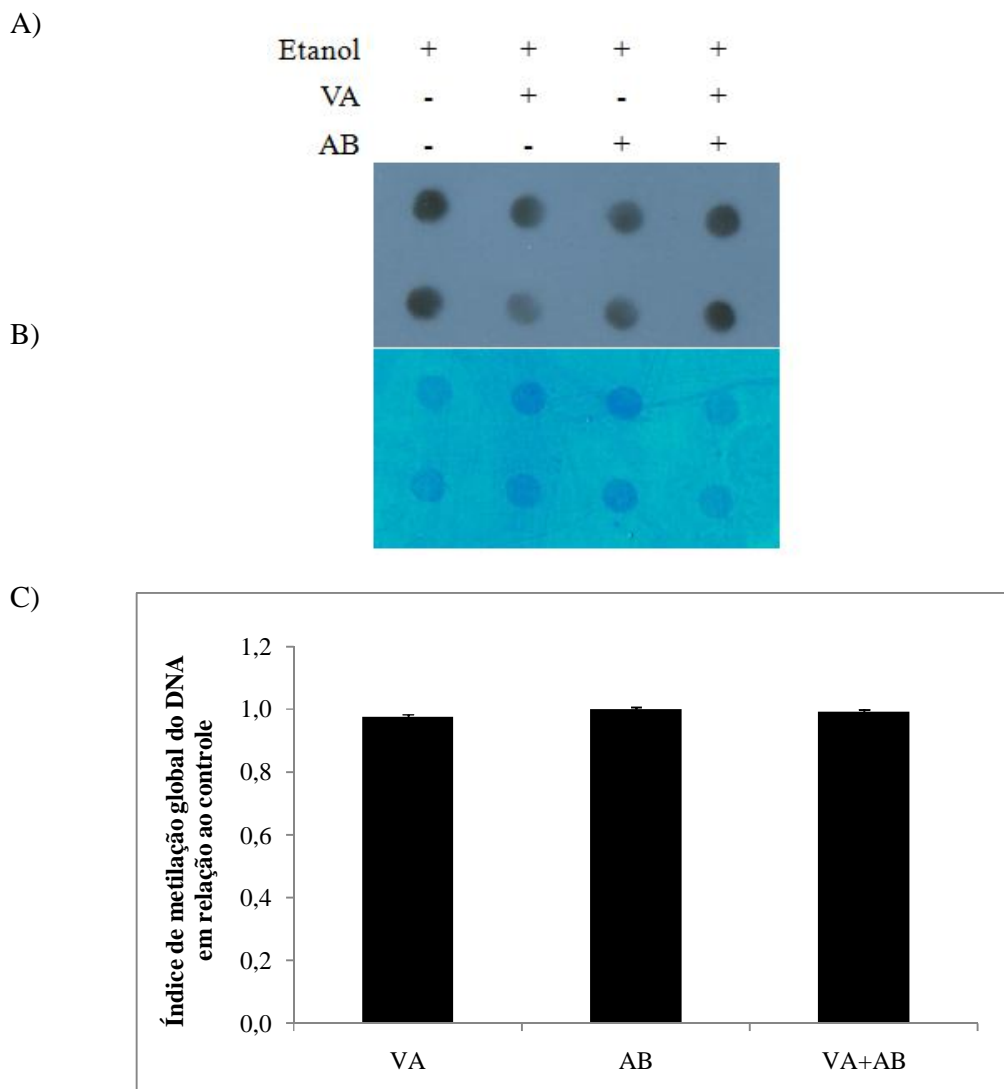 A)
Etanol + + + +
VA - + - +
AB - - + +
B)
C)
Índice de metilação global do DNA
em relação ao controle
1,2
1,0
0,8
0,6
0,4
0,2
0,0
VA AB VA+AB